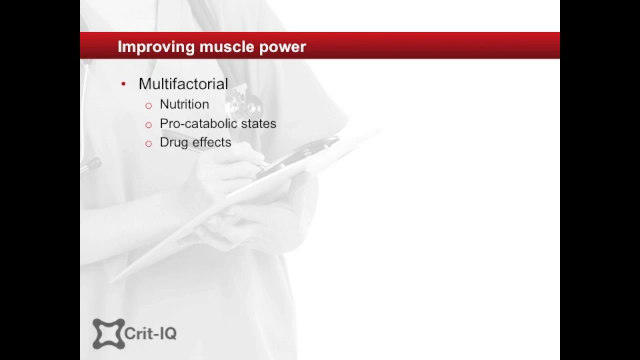 Improving muscle power
• Multifactorial
o Nutrition
o Pro-catabolic states
o Drug effects
Crit-IQ